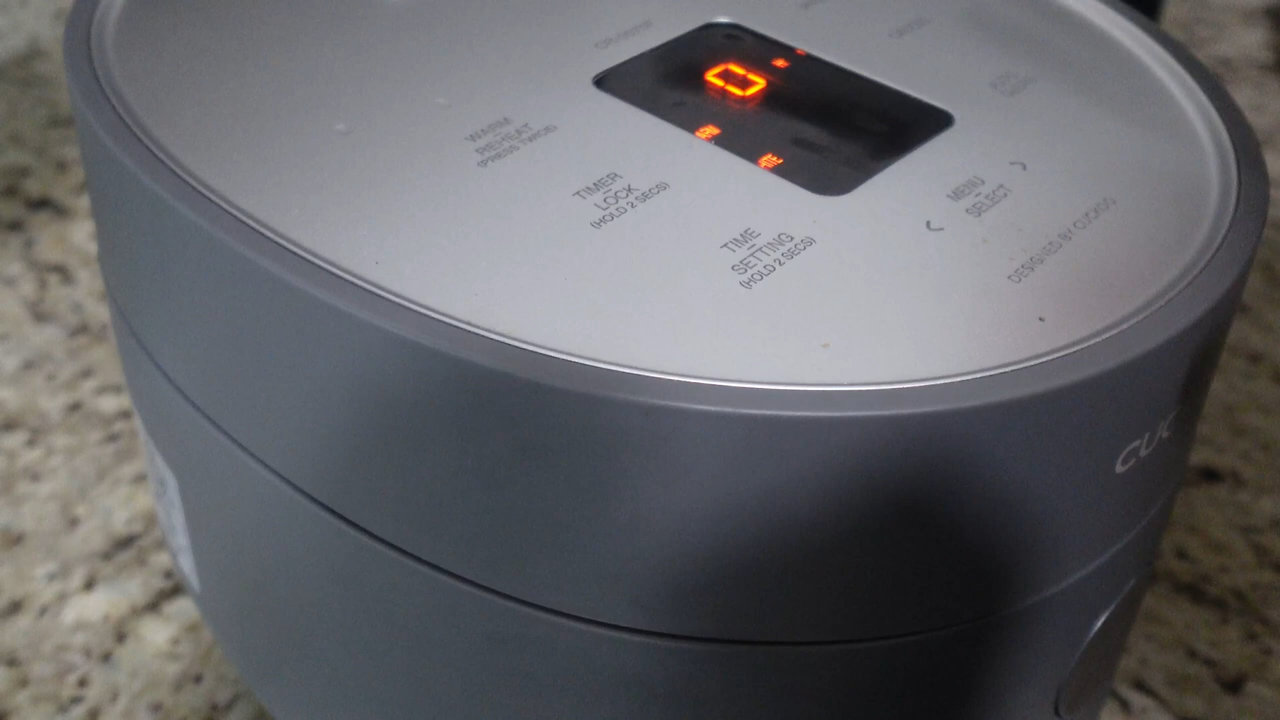 0
WARM
REHEAT
(PRESS TWICE)
TIMER
LOCK
(HOLD 2 SECS)
TIME
SETTING
(HOLD 2 SECS)
< MENU >
SELECT
DESIGNED BY CUCKOO
CUC